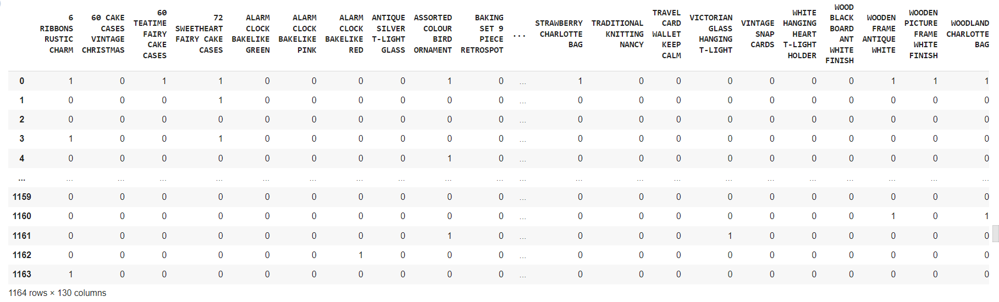 6 RIBBONS RUSTIC CHARM	60 CAKE CASES VINTAGE CHRISTMAS	60 TEATIME FAIRY CAKE CASES	72 SWEETHEART FAIRY CAKE CASES	ALARM CLOCK BAKELIKE GREEN	ALARM CLOCK BAKELIKE PINK	ALARM CLOCK BAKELIKE RED	ANTIQUE SILVER T-LIGHT GLASS	ASSORTED COLOUR BIRD ORNAMENT	BAKING SET 9 PIECE RETROSPOT	...	STRAWBERRY CHARLOTTE BAG	TRADITIONAL KNITTING NANCY	TRAVEL CARD WALLET KEEP CALM	VICTORIAN GLASS HANGING T-LIGHT	VINTAGE SNAP CARDS	WHITE HANGING HEART T-LIGHT HOLDER	WOOD BLACK BOARD ANT WHITE FINISH	WOODEN FRAME ANTIQUE WHITE	WOODEN PICTURE FRAME WHITE FINISH	WOODLAND CHARLOTTE BAG
0	1	0	1	1	0	0	0	0	1	0	...	1	0	0	0	0	0	0	1	1	1
1	0	0	0	1	0	0	0	0	0	0	...	0	0	0	0	0	0	0	0	0	0
2	0	0	0	0	0	0	0	0	0	0	...	0	0	0	0	0	0	0	0	0	0
3	1	0	0	1	0	0	0	0	0	0	...	0	0	0	0	0	0	0	0	0	0
4	0	0	0	0	0	0	0	0	1	0	...	0	0	0	0	0	0	0	0	0	0
...	...	...	...	...	...	...	...	...	...	...	...	...	...	...	...	...	...	...	...	...	...
1159	0	0	0	0	0	0	0	0	0	0	...	0	0	0	0	0	0	0	0	0	0
1160	0	0	0	0	0	0	0	0	0	0	...	0	0	0	0	0	0	0	1	0	1
1161	0	0	0	0	0	0	0	0	1	0	...	0	0	0	1	0	0	0	0	0	0
1162	0	0	0	0	0	0	1	0	0	0	...	0	0	0	0	0	0	0	0	0	0
1163	1	0	0	0	0	0	0	0	0	0	...	0	0	0	0	0	0	0	0	0	0
1164 rows × 130 columns